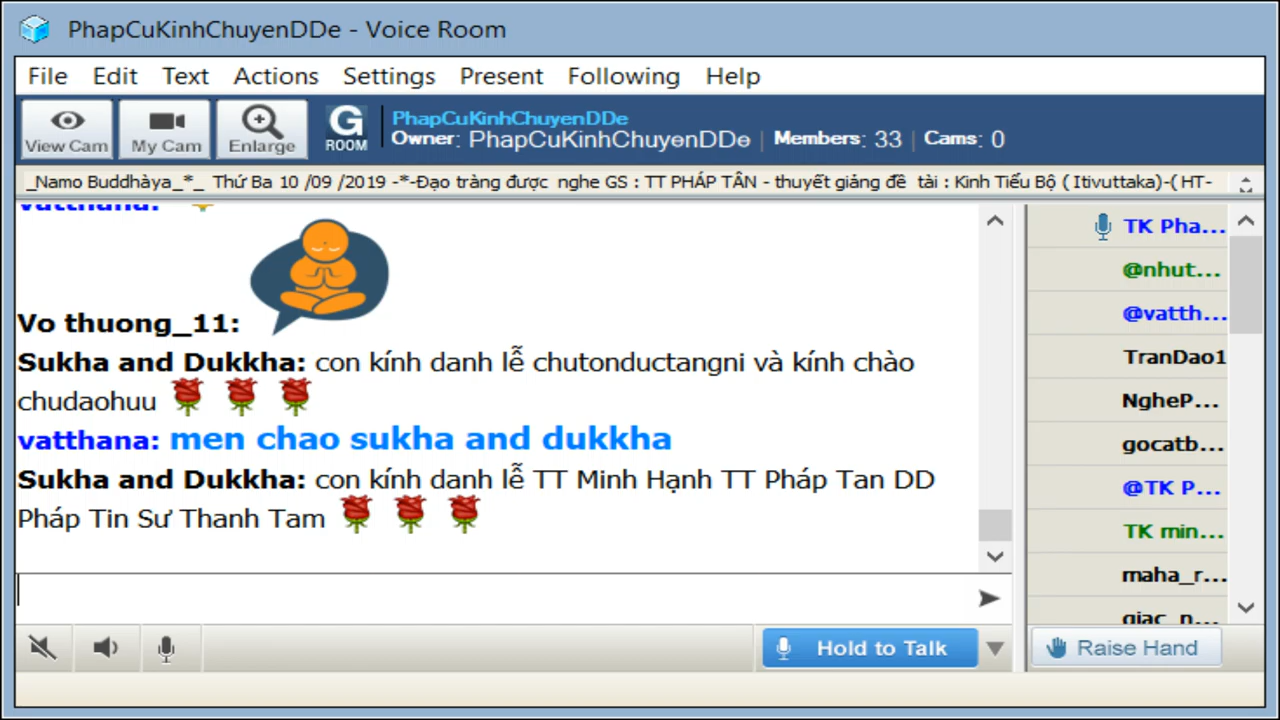 PhapCuKinhChuyenDDe - Voice Room
File Edit Text Actions Settings Present Following Help
View Cam My Cam Enlarge G ROOM
PhapCuKinhChuyenDDe
Owner: PhapCuKinhChuyenDDe | Members: 33 | Cams: 0
_Namo Buddhàya_*_ Thứ Ba 10 /09 /2019 -*-Đạo tràng được nghe GS : TT PHÁP TÂN - thuyết giảng đề tài : Kinh Tiểu Bộ ( Itivuttaka)-( HT-
vatthana:
Vo thuong_11:
Sukha and Dukkha: con kính danh lễ chutonductangni và kính chào
chudaohuu
vatthana: men chao sukha and dukkha
Sukha and Dukkha: con kính danh lễ TT Minh Hạnh TT Pháp Tan DD
Pháp Tin Sư Thanh Tam
TK Pha...
@nhut...
@vatth...
TranDao1
NgheP...
gocatb...
@TK P...
TK min...
maha_r...
giac_n...
Hold to Talk
Raise Hand